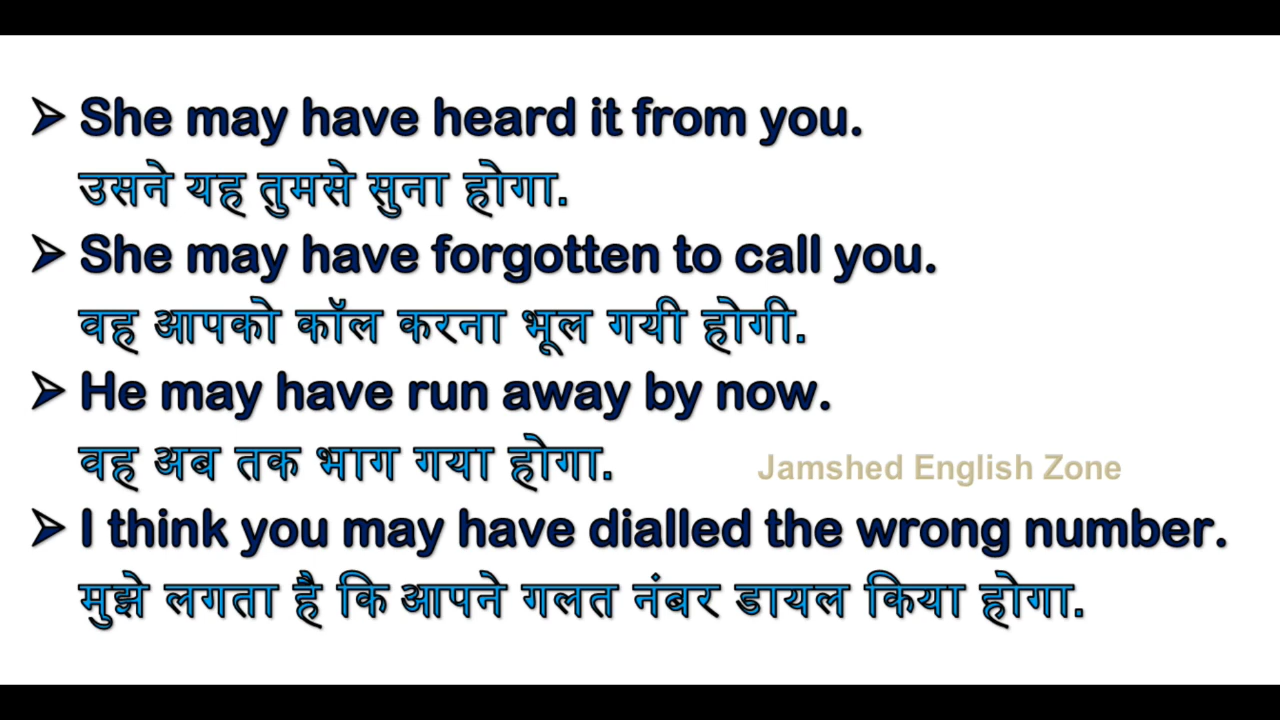 ➢ She may have heard it from you.
उसने यह तुमसे सुना होगा.
➢ She may have forgotten to call you.
वह आपको कॉल करना भूल गयी होगी.
➢ He may have run away by now.
वह अब तक भाग गया होगा.
Jamshed English Zone
➢ I think you may have dialled the wrong number.
मुझे लगता है कि आपने गलत नंबर डायल किया होगा.